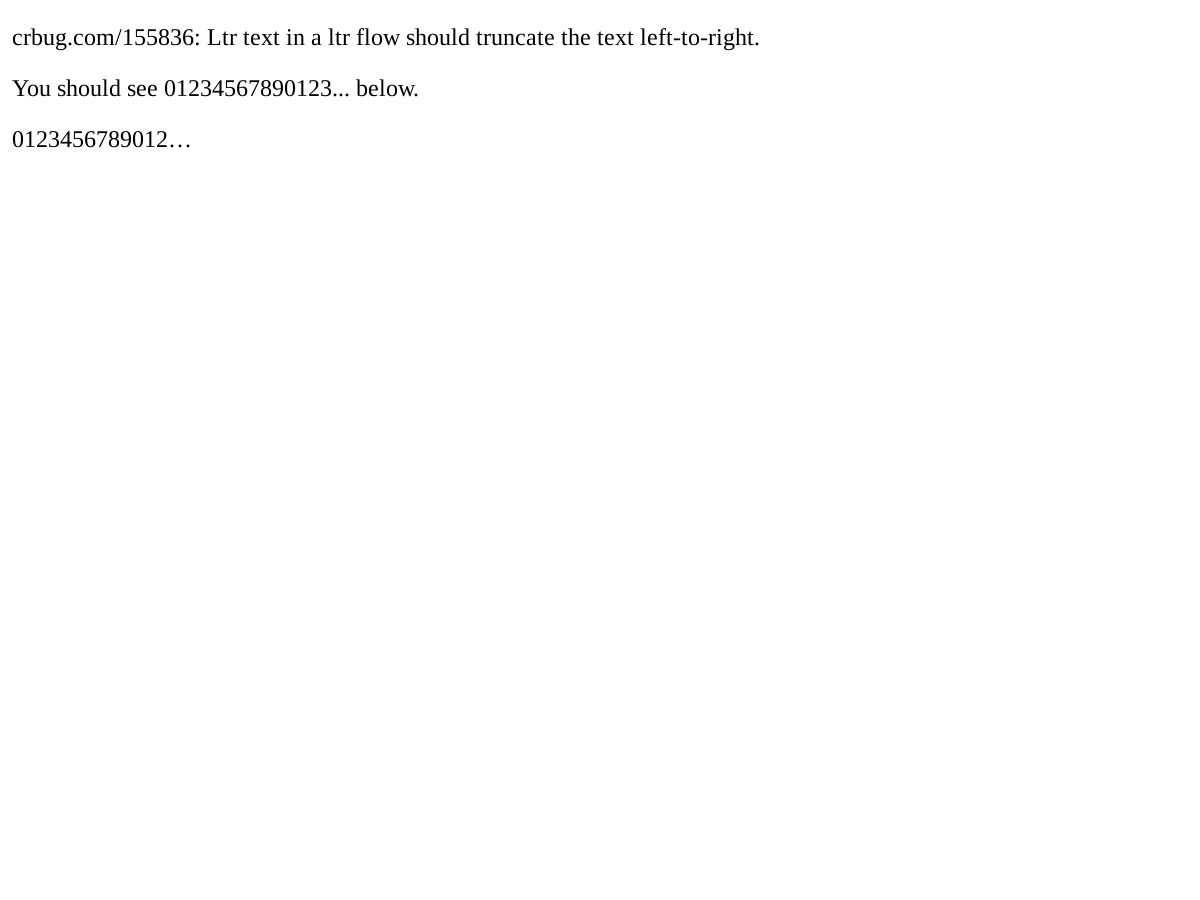 crbug.com/155836: Ltr text in a ltr flow should truncate the text left-to-right.
You should see 01234567890123... below.
0123456789012…